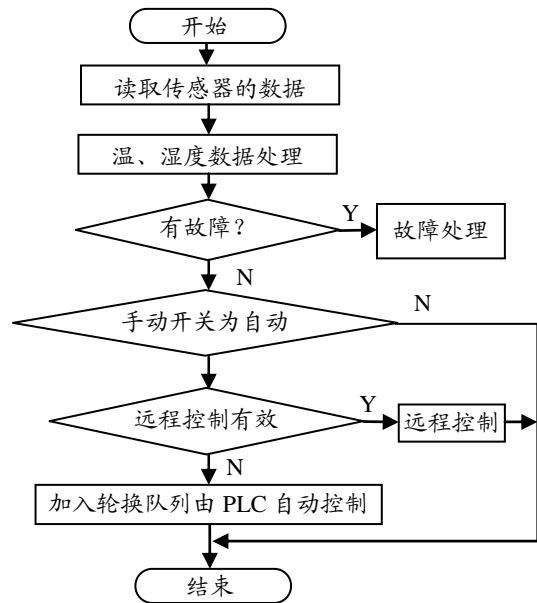 开始
读取传感器的数据
温、湿度数据处理
有故障？
Y
故障处理
N
手动开关为自动
N
远程控制有效
Y
远程控制
N
加入轮换队列由 PLC 自动控制
结束